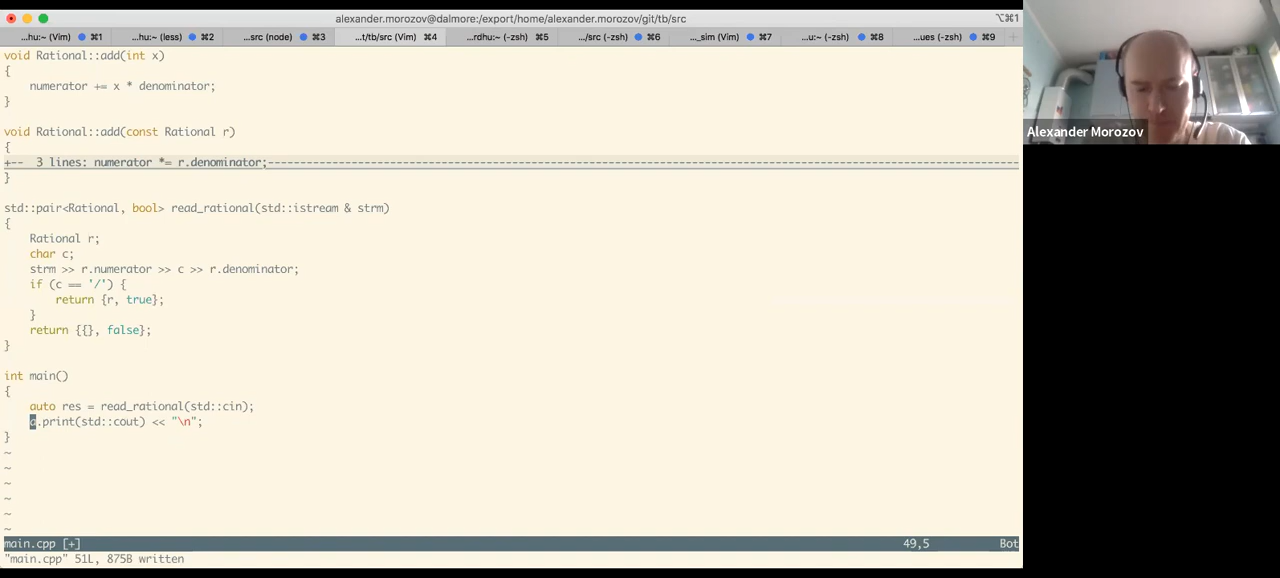 alexander.morozov@dalmore:/export/home/alexander.morozov/git/tb/src
⌥⌘1
...hu:~ (Vim) ⌘1 ...hu:~ (less) ⌘2 ...src (node) ⌘3 ...t/tb/src (Vim) ⌘4 ...rdhu:~ (-zsh) ⌘5 .../src (-zsh) ⌘6 ..._sim (Vim) ⌘7 ...u:~ (-zsh) ⌘8 ...ues (-zsh) ⌘9
void Rational::add(int x)
{
    numerator += x * denominator;
}
void Rational::add(const Rational r)
{
+-- 3 lines: numerator *= r.denominator;
}
std::pair<Rational, bool> read_rational(std::istream & strm)
{
    Rational r;
    char c;
    strm >> r.numerator >> c >> r.denominator;
    if (c == '/') {
        return {r, true};
    }
    return {{}, false};
}
int main()
{
    auto res = read_rational(std::cin);
    a.print(std::cout) << "\n";
}
~
~
~
~
~
~
main.cpp [+] 49,5 Bot
"main.cpp" 51L, 875B written
Alexander Morozov